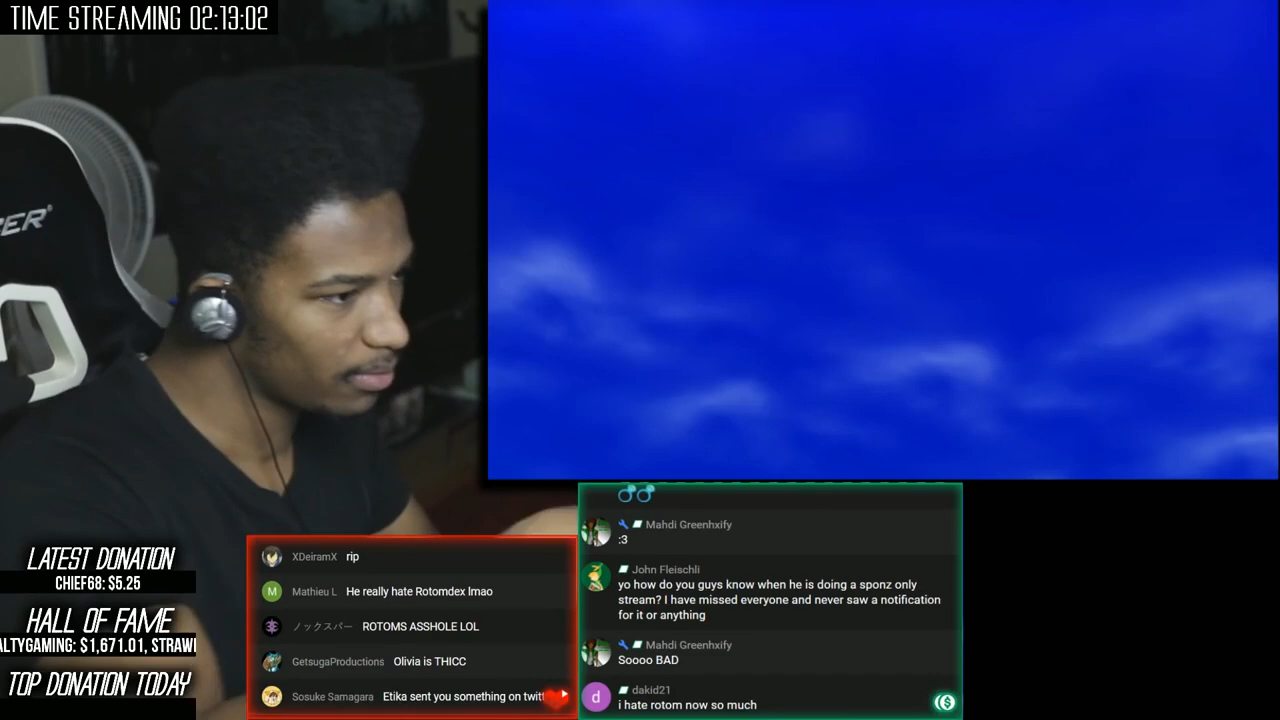 TIME STREAMING 02:13:02
ZER
LATEST DONATION
CHIEF68: $5.25
HALL OF FAME
ALTYGAMING: $1,671.01, STRAWI
TOP DONATION TODAY
XDeiramX rip
Mathieu L He really hate Rotomdex lmao
ノックスバー ROTOMS ASSHOLE LOL
GetsugaProductions Olivia is THICC
Sosuke Samagara Etika sent you something on twitt
Mahdi Greenhxify
:3
John Fleischli
yo how do you guys know when he is doing a sponz only
stream? I have missed everyone and never saw a notification
for it or anything
Mahdi Greenhxify
Soooo BAD
d dakid21
i hate rotom now so much